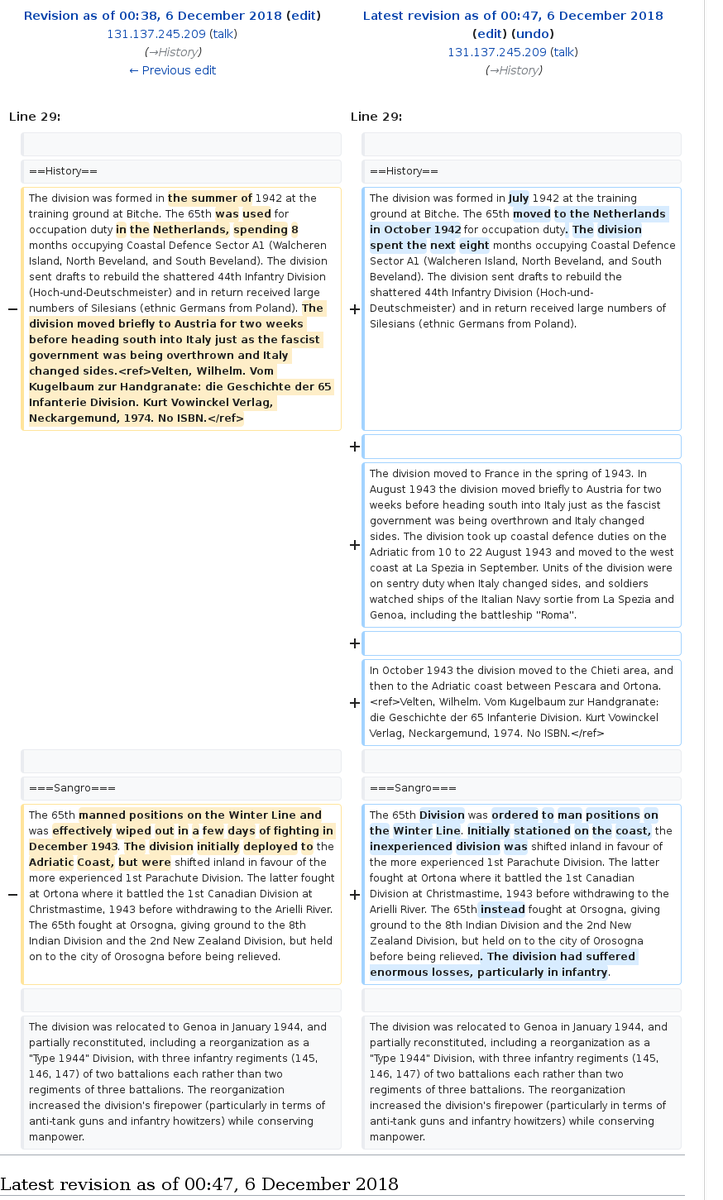 Revision as of 00:38, 6 December 2018 (edit)
131.137.245.209 (talk)
(→History)
← Previous edit
Latest revision as of 00:47, 6 December 2018
(edit) (undo)
131.137.245.209 (talk)
(→History)
Line 29:
Line 29:
==History==
==History==
−
The division was formed in the summer of 1942 at the
training ground at Bitche. The 65th was used for
occupation duty in the Netherlands, spending 8
months occupying Coastal Defence Sector A1 (Walcheren
Island, North Beveland, and South Beveland). The division
sent drafts to rebuild the shattered 44th Infantry Division
(Hoch-und-Deutschmeister) and in return received large
numbers of Silesians (ethnic Germans from Poland). The
division moved briefly to Austria for two weeks
before heading south into Italy just as the fascist
government was being overthrown and Italy
changed sides.<ref>Velten, Wilhelm. Vom
Kugelbaum zur Handgranate: die Geschichte der 65
Infanterie Division. Kurt Vowinckel Verlag,
Neckargemund, 1974. No ISBN.</ref>
+
The division was formed in July 1942 at the training
ground at Bitche. The 65th moved to the Netherlands
in October 1942 for occupation duty. The division
spent the next eight months occupying Coastal Defence
Sector A1 (Walcheren Island, North Beveland, and South
Beveland). The division sent drafts to rebuild the
shattered 44th Infantry Division (Hoch-und-
Deutschmeister) and in return received large numbers of
Silesians (ethnic Germans from Poland).
+
+
The division moved to France in the spring of 1943. In
August 1943 the division moved briefly to Austria for two
weeks before heading south into Italy just as the fascist
government was being overthrown and Italy changed
sides. The division took up coastal defence duties on the
Adriatic from 10 to 22 August 1943 and moved to the west
coast at La Spezia in September. Units of the division were
on sentry duty when Italy changed sides, and soldiers
watched ships of the Italian Navy sortie from La Spezia and
Genoa, including the battleship "Roma".
+
+
In October 1943 the division moved to the Chieti area, and
then to the Adriatic coast between Pescara and Ortona.
<ref>Velten, Wilhelm. Vom Kugelbaum zur Handgranate:
die Geschichte der 65 Infanterie Division. Kurt Vowinckel
Verlag, Neckargemund, 1974. No ISBN.</ref>
===Sangro===
===Sangro===
−
The 65th manned positions on the Winter Line and
was effectively wiped out in a few days of fighting in
December 1943. The division initially deployed to the
Adriatic Coast, but were shifted inland in favour of the
more experienced 1st Parachute Division. The latter fought
at Ortona where it battled the 1st Canadian Division at
Christmastime, 1943 before withdrawing to the Arielli River.
The 65th fought at Orsogna, giving ground to the 8th
Indian Division and the 2nd New Zealand Division, but held
on to the city of Orosogna before being relieved.
+
The 65th Division was ordered to man positions on
the Winter Line. Initially stationed on the coast, the
inexperienced division was shifted inland in favour of
the more experienced 1st Parachute Division. The latter
fought at Ortona where it battled the 1st Canadian
Division at Christmastime, 1943 before withdrawing to the
Arielli River. The 65th instead fought at Orsogna, giving
ground to the 8th Indian Division and the 2nd New
Zealand Division, but held on to the city of Orosogna
before being relieved. The division had suffered
enormous losses, particularly in infantry.
The division was relocated to Genoa in January 1944, and
partially reconstituted, including a reorganization as a
"Type 1944" Division, with three infantry regiments (145,
146, 147) of two battalions each rather than two
regiments of three battalions. The reorganization
increased the division's firepower (particularly in terms of
anti-tank guns and infantry howitzers) while conserving
manpower.
The division was relocated to Genoa in January 1944, and
partially reconstituted, including a reorganization as a
"Type 1944" Division, with three infantry regiments (145,
146, 147) of two battalions each rather than two
regiments of three battalions. The reorganization
increased the division's firepower (particularly in terms of
anti-tank guns and infantry howitzers) while conserving
manpower.
Latest revision as of 00:47, 6 December 2018